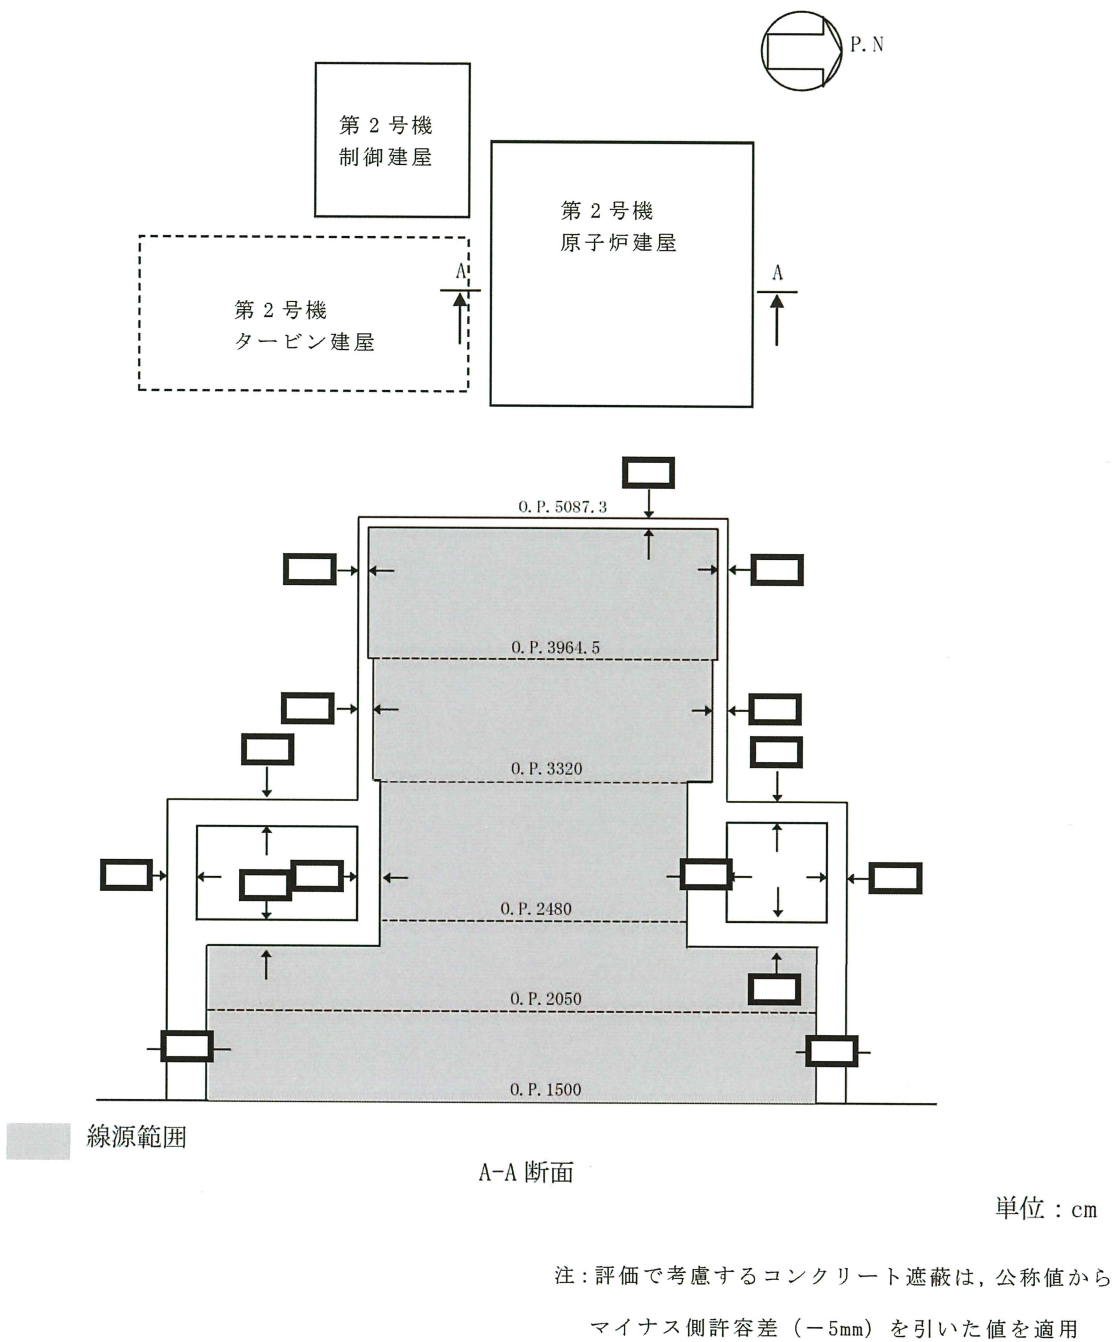 P.N
第2号機
制御建屋
第2号機
原子炉建屋
A
A
第2号機
タービン建屋
O.P.5087.3
O.P.3964.5
O.P.3320
O.P.2480
O.P.2050
O.P.1500
線源範囲
A-A 断面
単位:cm
注:評価で考慮するコンクリート遮蔽は,公称値から
マイナス側許容差(-5mm)を引いた値を適用